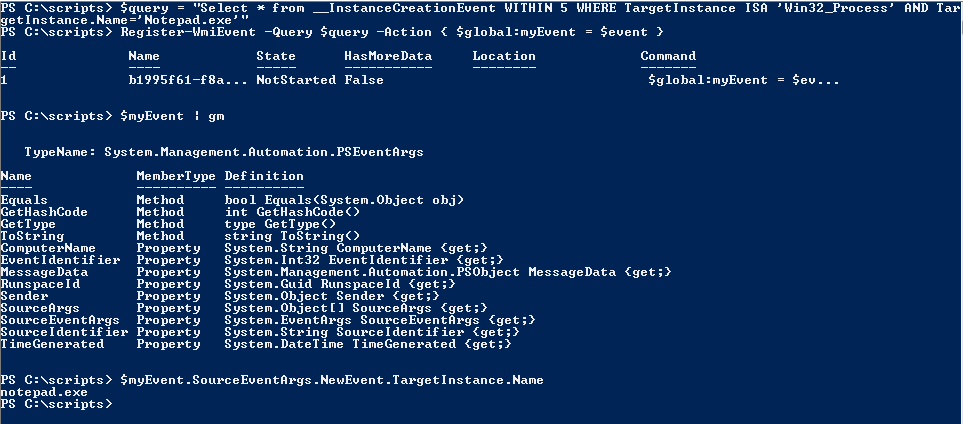 PS C:\scripts> $query = "Select * from __InstanceCreationEvent WITHIN 5 WHERE TargetInstance ISA 'Win32_Process' AND Tar
getInstance.Name='Notepad.exe'"
PS C:\scripts> Register-WmiEvent -Query $query -Action { $global:myEvent = $event }
Id Name State HasMoreData Location Command
-- ---- ----- ----------- -------- -------
1 b1995f61-f8a... NotStarted False $global:myEvent = $ev...
PS C:\scripts> $myEvent | gm
TypeName: System.Management.Automation.PSEventArgs
Name MemberType Definition
---- ---------- ----------
Equals Method bool Equals(System.Object obj)
GetHashCode Method int GetHashCode()
GetType Method type GetType()
ToString Method string ToString()
ComputerName Property System.String ComputerName {get;}
EventIdentifier Property System.Int32 EventIdentifier {get;}
MessageData Property System.Management.Automation.PSObject MessageData {get;}
RunspaceId Property System.Guid RunspaceId {get;}
Sender Property System.Object Sender {get;}
SourceArgs Property System.Object[] SourceArgs {get;}
SourceEventArgs Property System.EventArgs SourceEventArgs {get;}
SourceIdentifier Property System.String SourceIdentifier {get;}
TimeGenerated Property System.DateTime TimeGenerated {get;}
PS C:\scripts> $myEvent.SourceEventArgs.NewEvent.TargetInstance.Name
notepad.exe
PS C:\scripts>